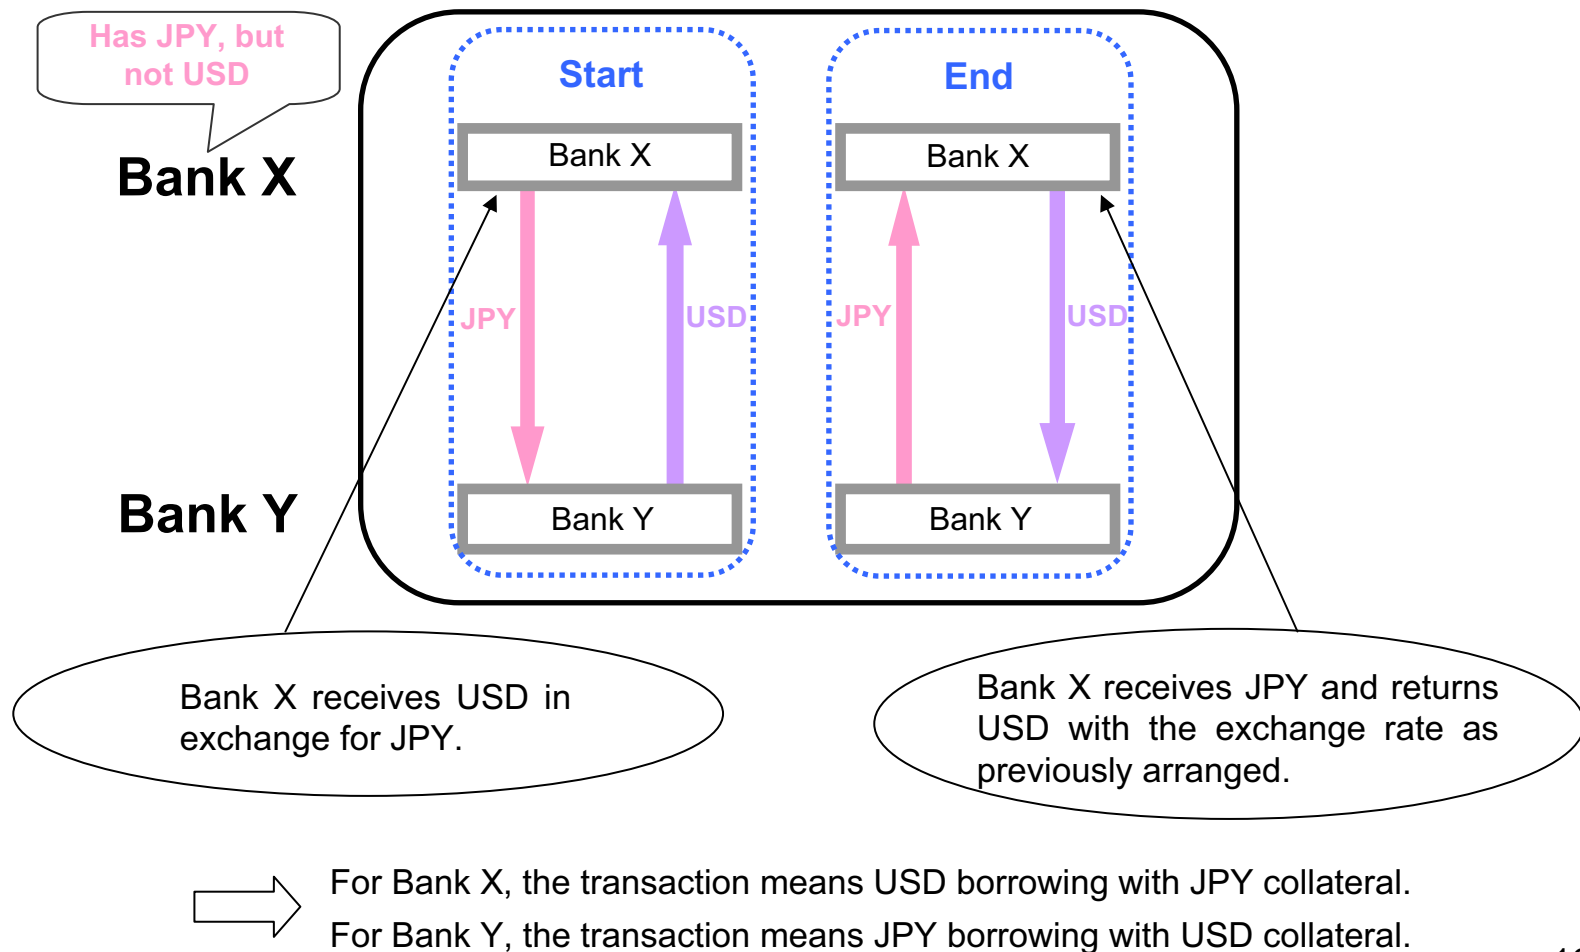 Has JPY, but
not USD
Start
End
Bank X
Bank X
Bank X
JPY
USD
JPY
USD
Bank Y
Bank Y
Bank Y
Bank X receives USD in
exchange for JPY.
Bank X receives JPY and returns
USD with the exchange rate as
previously arranged.
For Bank X, the transaction means USD borrowing with JPY collateral.
For Bank Y, the transaction means JPY borrowing with USD collateral.